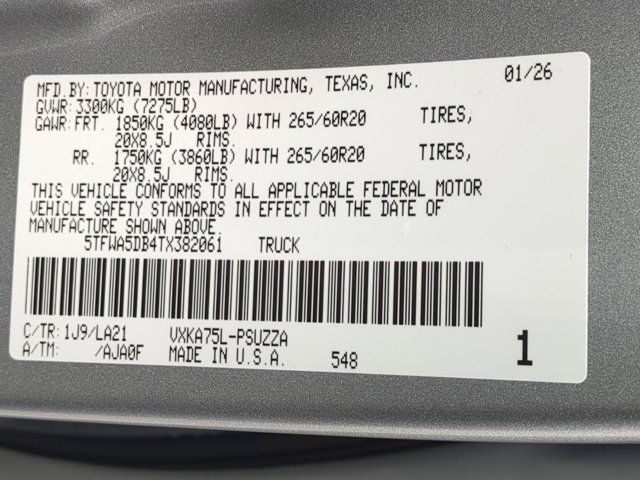 MFD.BY:TOYOTA MOTOR MANUFACTURING, TEXAS, INC. 01/26
GVWR:3300KG (7275LB)
GAWR:FRT. 1850KG (4080LB) WITH 265/60R20 TIRES,
20X8.5J RIMS.
RR. 1750KG (3860LB) WITH 265/60R20 TIRES,
20X8.5J RIMS.
THIS VEHICLE CONFORMS TO ALL APPLICABLE FEDERAL MOTOR
VEHICLE SAFETY STANDARDS IN EFFECT ON THE DATE OF
MANUFACTURE SHOWN ABOVE.
5TFWA5DB4TX382061 TRUCK
C/TR:1J9/LA21 VXKA75L-PSUZZA
A/TM: /AJA0F MADE IN U.S.A. 548 1